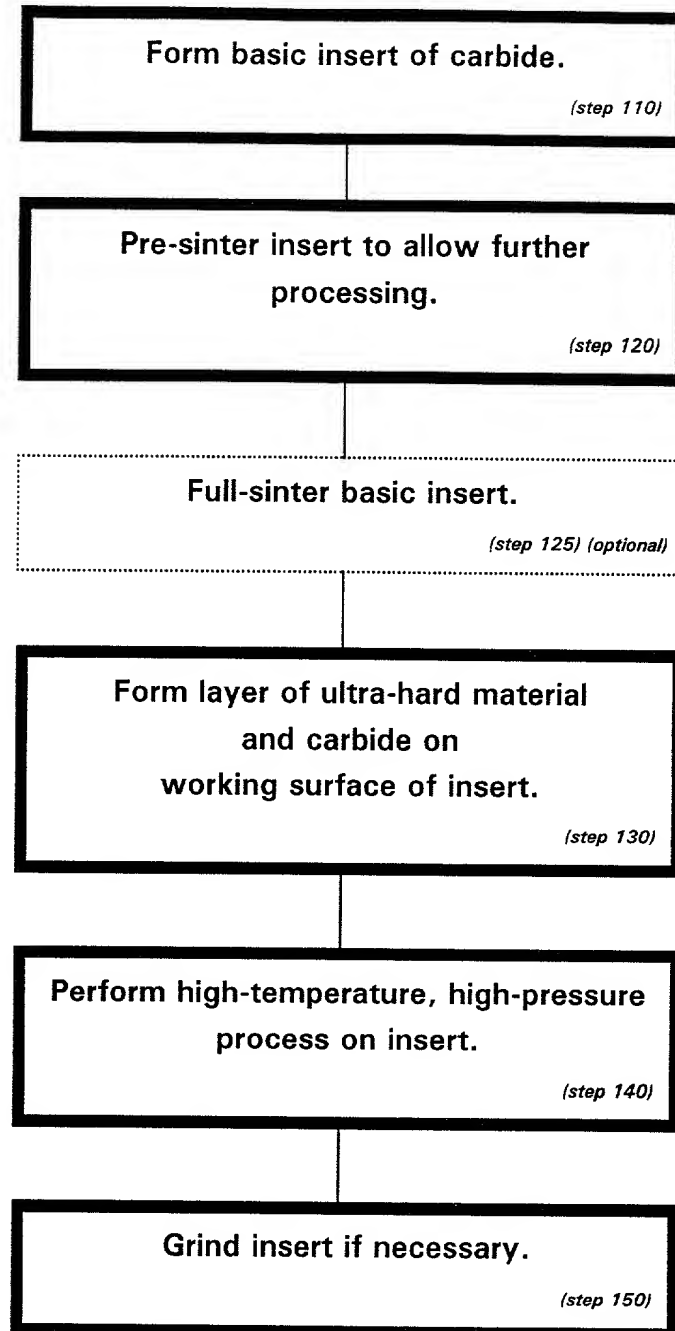 Form basic insert of carbide.
(step 110)
Pre-sinter insert to allow further
processing.
(step 120)
Full-sinter basic insert.
(step 125) (optional)
Form layer of ultra-hard material
and carbide on
working surface of insert.
(step 130)
Perform high-temperature, high-pressure
process on insert.
(step 140)
Grind insert if necessary.
(step 150)